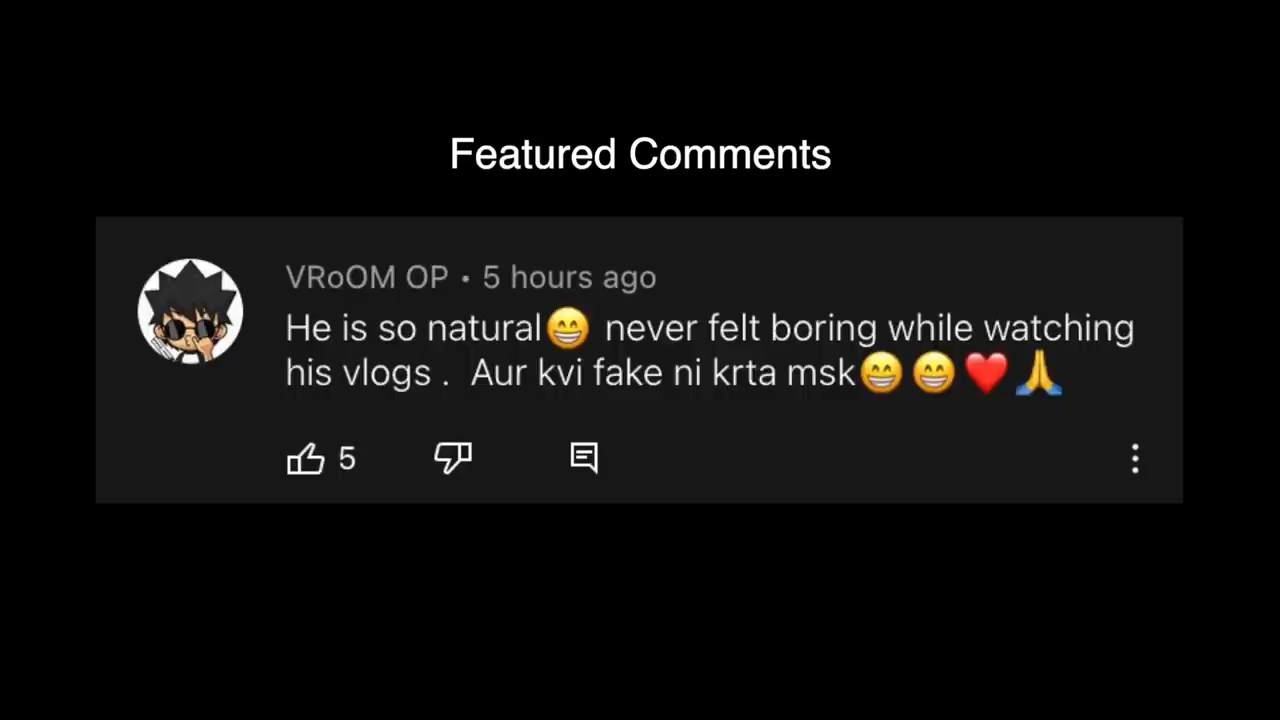 Featured Comments
VRoOM OP • 5 hours ago
He is so natural😁 never felt boring while watching
his vlogs .  Aur kvi fake ni krta msk😁😁❤️🙏
5